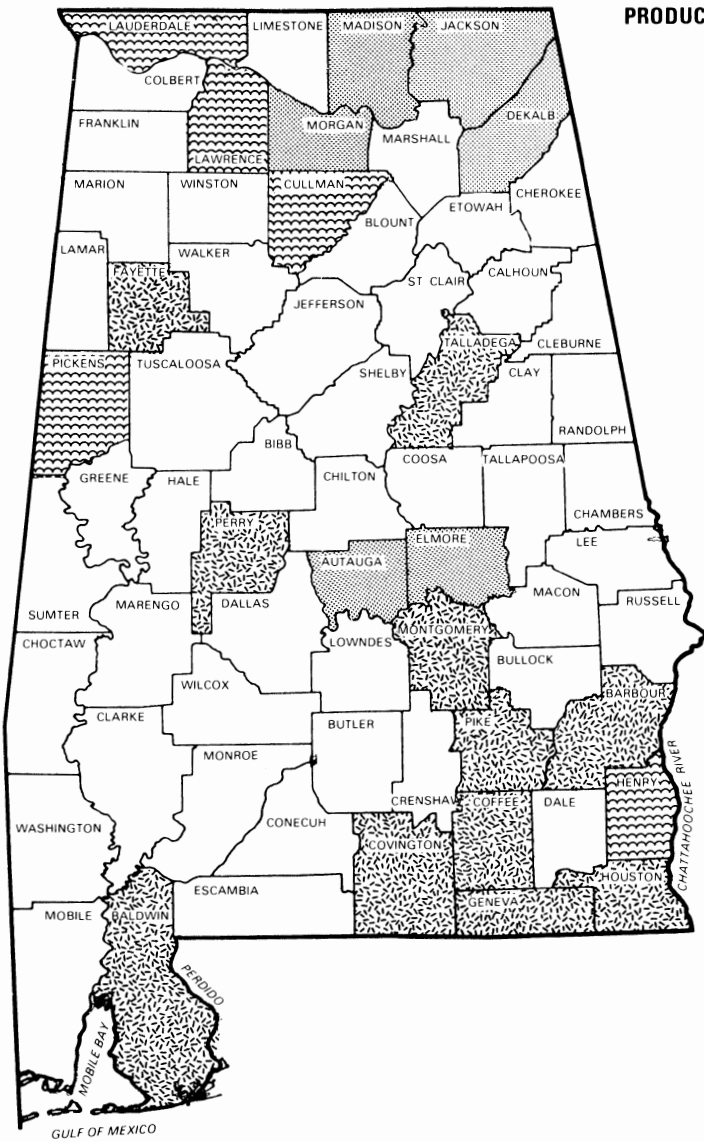 PRODUC
LAUDERDALE
LIMESTONE
MADISON
JACKSON
COLBERT
FRANKLIN
LAWRENCE
MORGAN
MARSHALL
DEKALB
MARION
WINSTON
CULLMAN
BLOUNT
ETOWAH
CHEROKEE
LAMAR
FAYETTE
WALKER
JEFFERSON
ST CLAIR
CALHOUN
PICKENS
TUSCALOOSA
SHELBY
TALLADEGA
CLAY
CLEBURNE
RANDOLPH
GREENE
HALE
BIBB
CHILTON
COOSA
TALLAPOOSA
CHAMBERS
PERRY
AUTAUGA
ELMORE
LEE
SUMTER
MARENGO
DALLAS
MACON
RUSSELL
CHOCTAW
LOWNDES
MONTGOMERY
BULLOCK
WILCOX
BARBOUR
CLARKE
BUTLER
PIKE
MONROE
CRENSHAW
COFFEE
DALE
HENRY
WASHINGTON
CONECUH
COVINGTON
CHATTAHOOCHEE RIVER
ESCAMBIA
GENEVA
HOUSTON
MOBILE
BALDWIN
PERDIDO
MOBILE BAY
GULF OF MEXICO